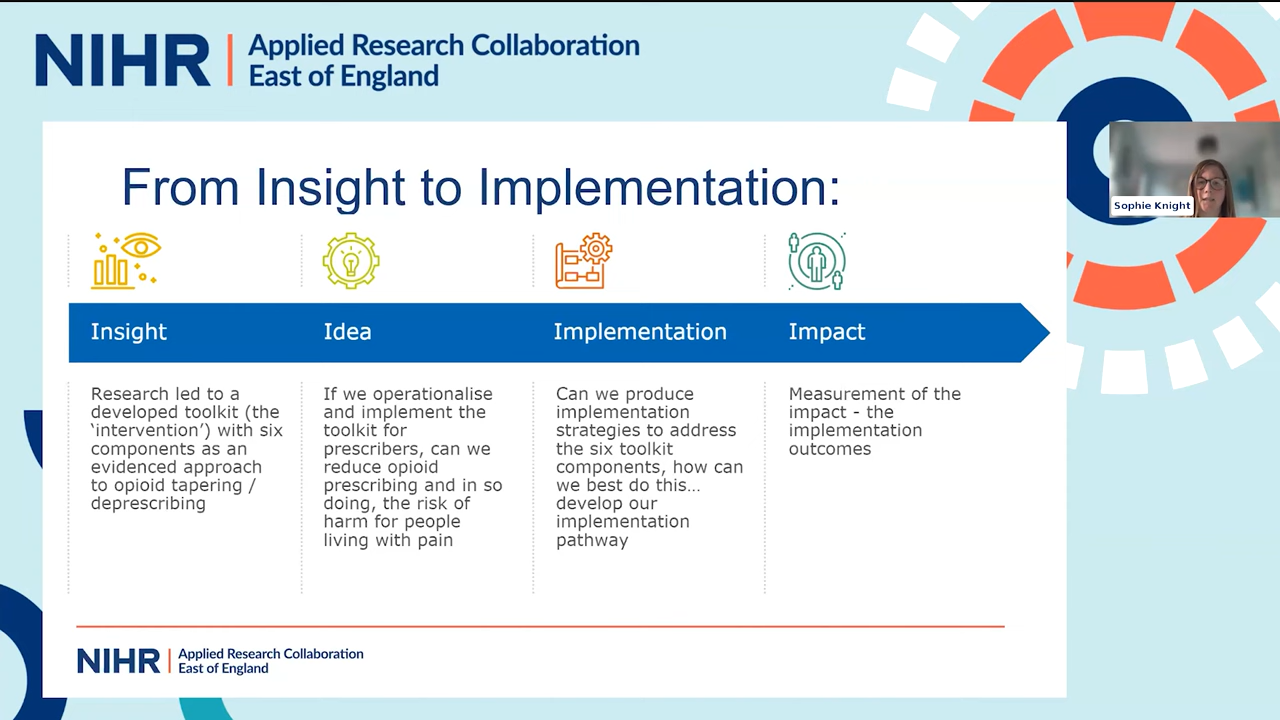 NIHR
Applied Research Collaboration
East of England
From Insight to Implementation:
Sophie Knight
Insight
Idea
Implementation
Impact
Research led to a
developed toolkit (the
‘intervention’) with six
components as an
evidenced approach
to opioid tapering /
deprescribing
If we operationalise
and implement the
toolkit for
prescribers, can we
reduce opioid
prescribing and in so
doing, the risk of
harm for people
living with pain
Can we produce
implementation
strategies to address
the six toolkit
components, how can
we best do this…
develop our
implementation
pathway
Measurement of the
impact - the
implementation
outcomes
NIHR
Applied Research Collaboration
East of England